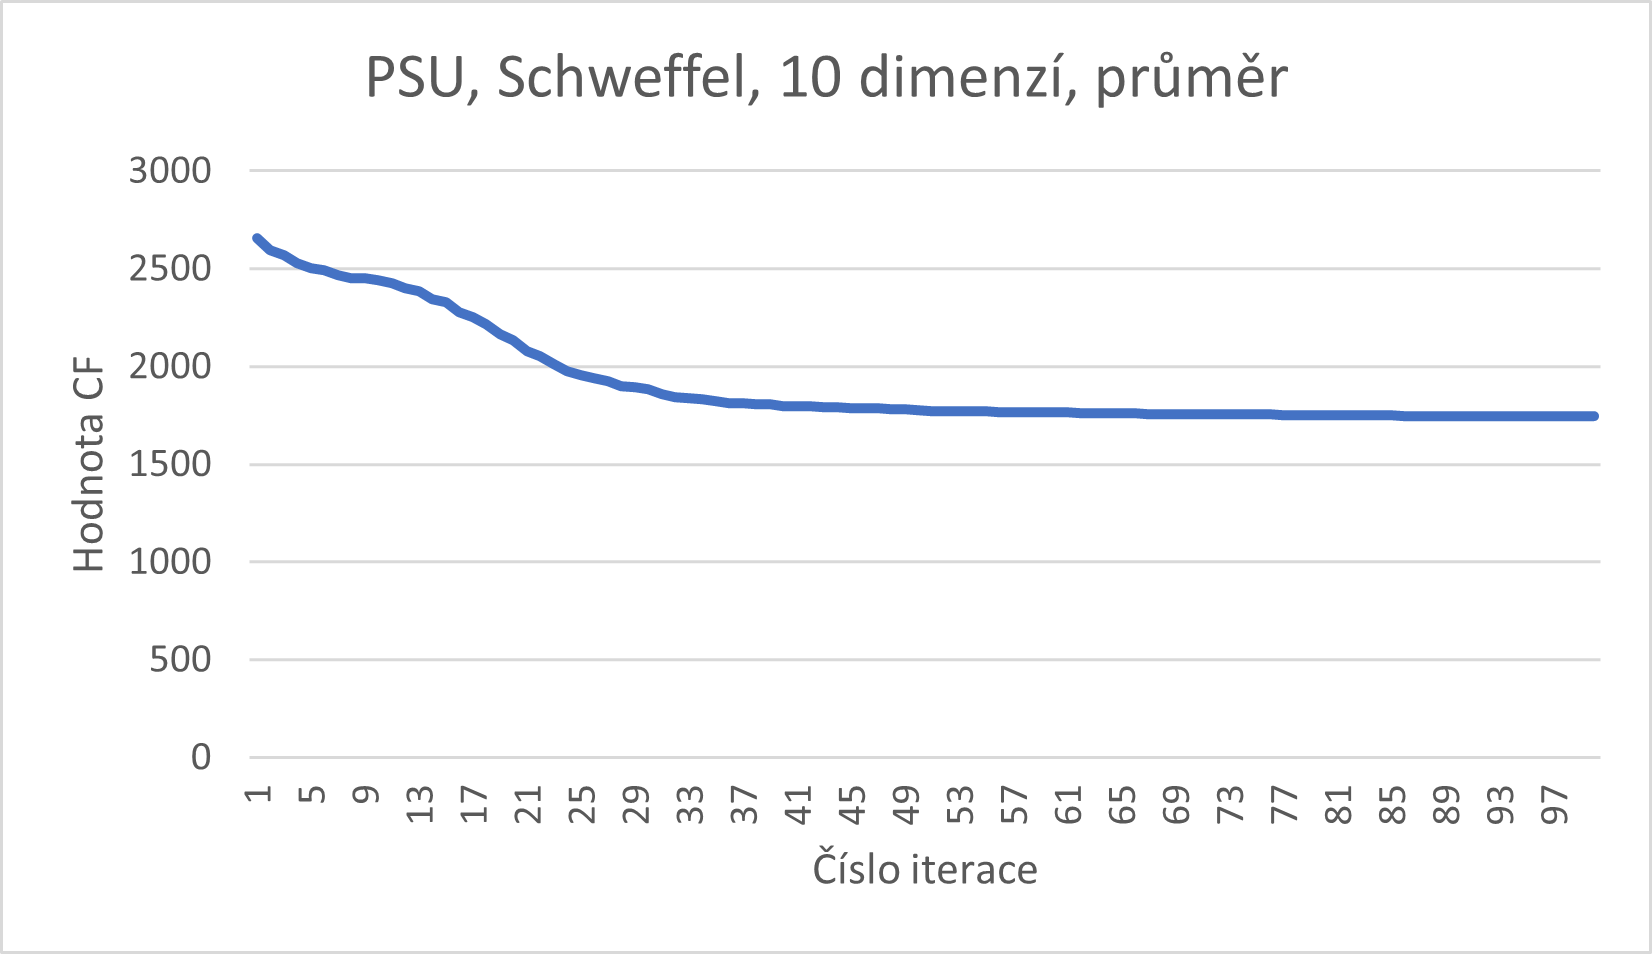 PSU, Schweffel, 10 dimenzí, průměr
3000
2500
2000
1500
1000
500
0
Hodnota CF
1 5 9 13 17 21 25 29 33 37 41 45 49 53 57 61 65 69 73 77 81 85 89 93 97
Číslo iterace